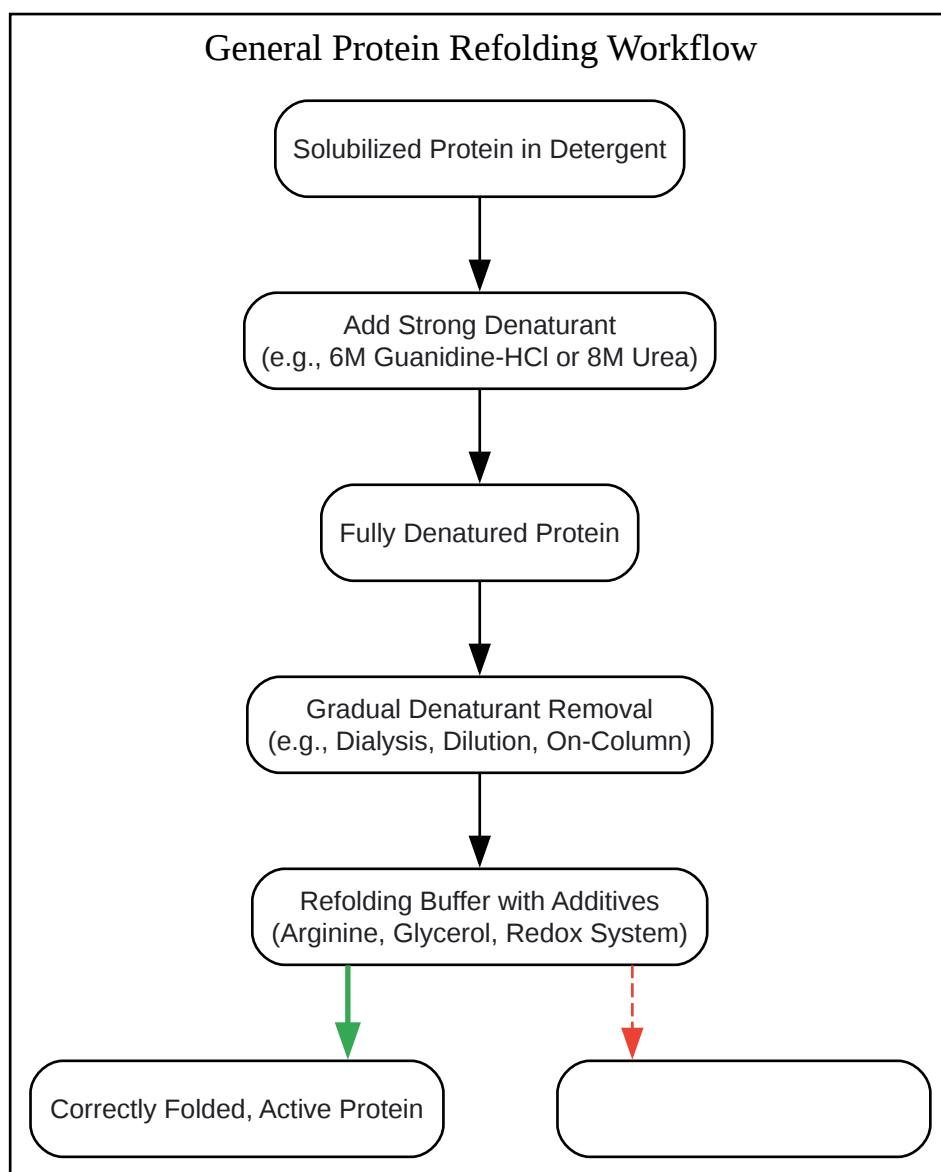 General Protein Refolding Workflow
Solubilized Protein in Detergent
Add Strong Denaturant
(e.g., 6M Guanidine-HCl or 8M Urea)
Fully Denatured Protein
Gradual Denaturant Removal
(e.g., Dialysis, Dilution, On-Column)
Refolding Buffer with Additives
(Arginine, Glycerol, Redox System)
Correctly Folded, Active Protein